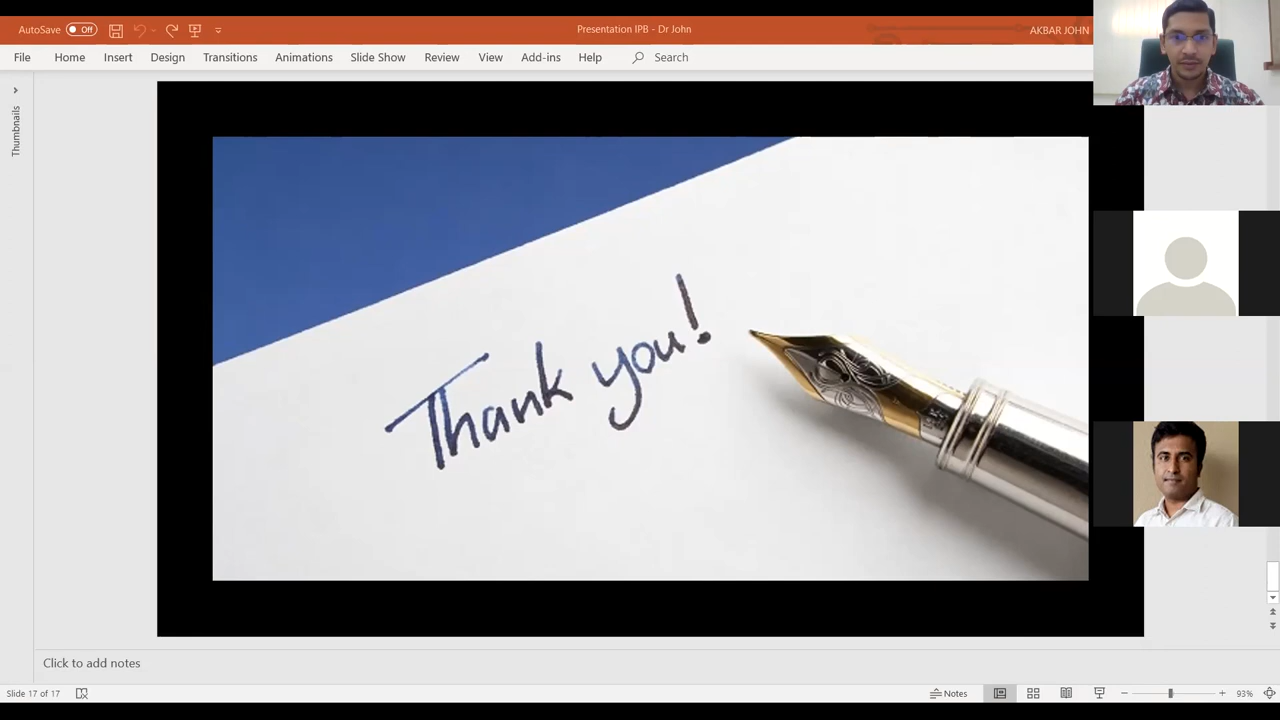 AutoSave Off Presentation IPB - Dr John AKBAR JOHN
File Home Insert Design Transitions Animations Slide Show Review View Add-ins Help Search
Thumbnails
Thank you!
Click to add notes
Slide 17 of 17 Notes 93%